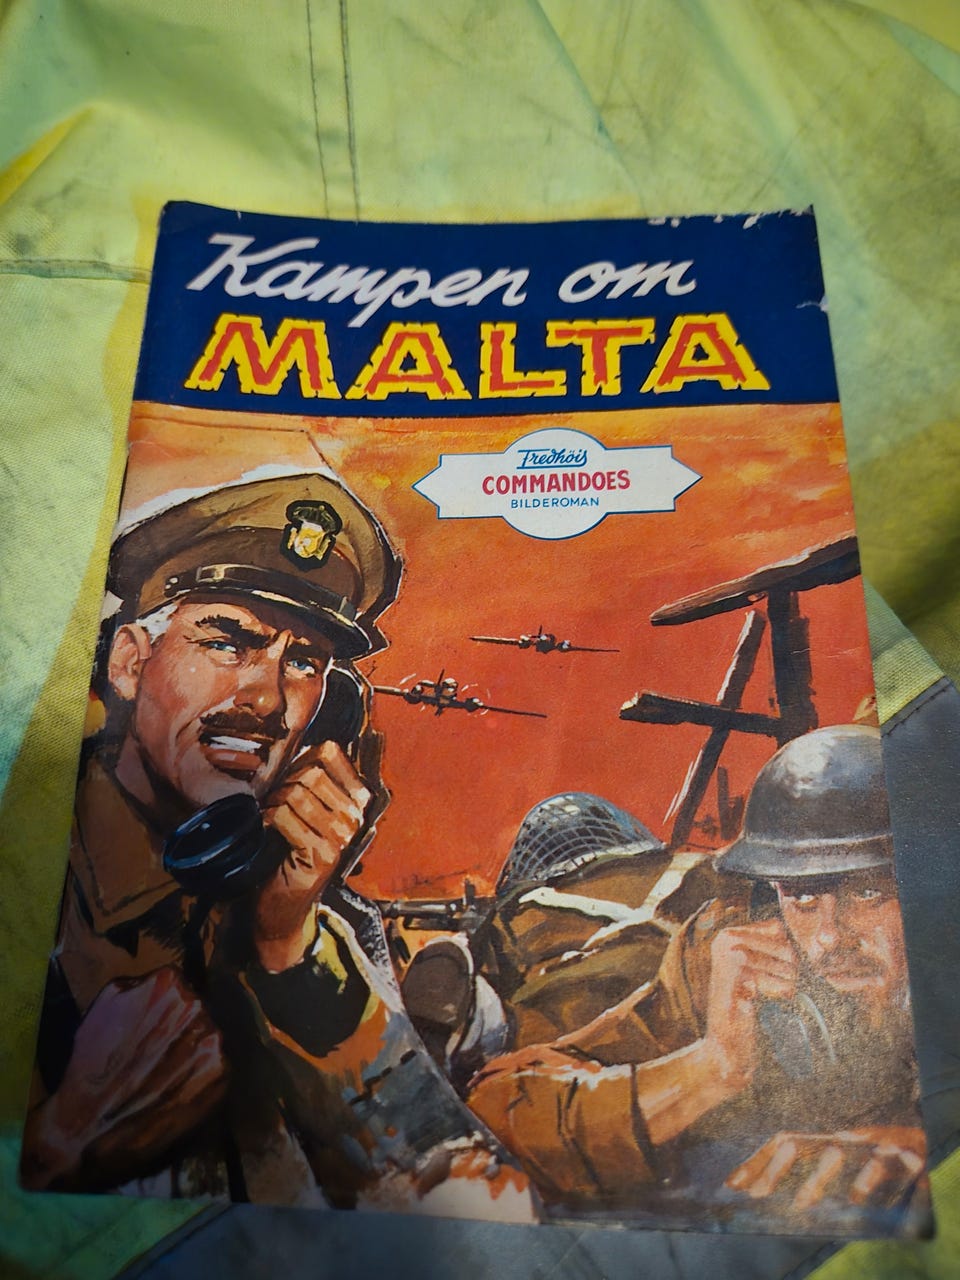 Kampen om
MALTA
Fredhöis
COMMANDOES
BILDEROMAN